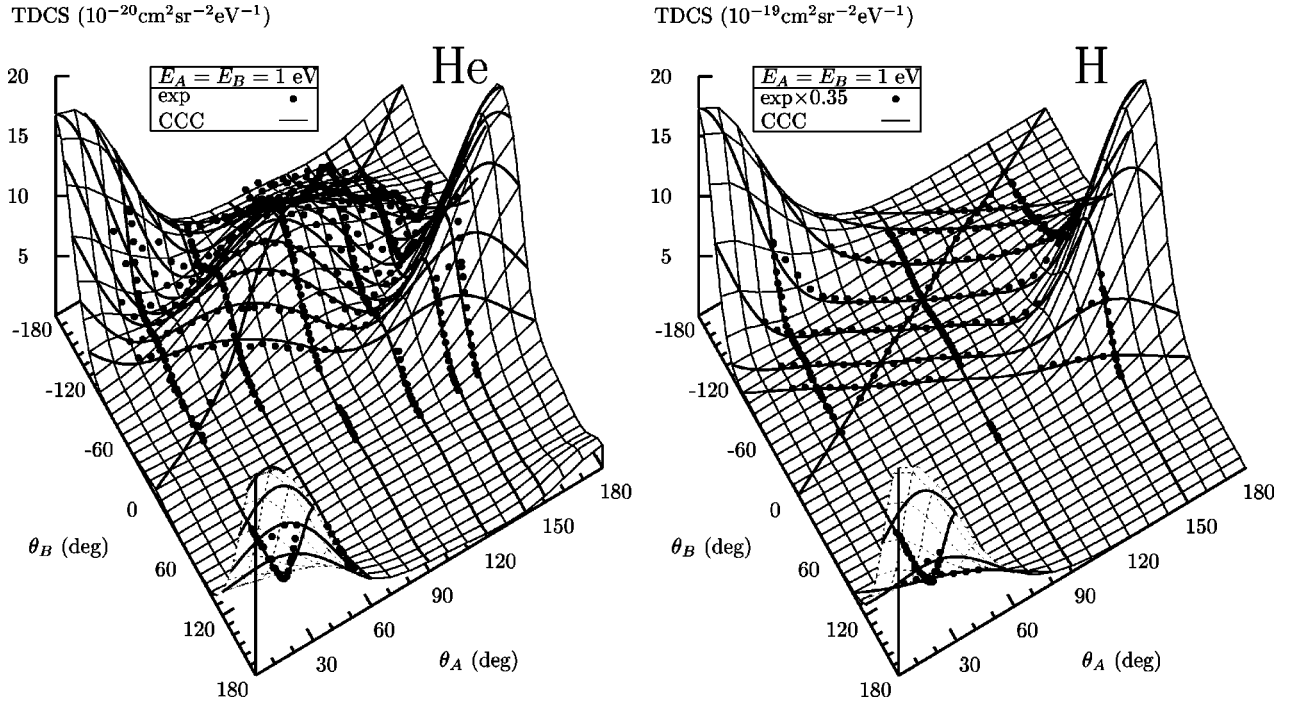 TDCS (10⁻²⁰cm²sr⁻²eV⁻¹)
He
E_A = E_B = 1 eV
exp
CCC
20
15
10
5
-180
-120
-60
0
60
120
180
θ_B (deg)
30
60
90
120
150
180
θ_A (deg)
TDCS (10⁻¹⁹cm²sr⁻²eV⁻¹)
H
E_A = E_B = 1 eV
exp×0.35
CCC
20
15
10
5
-180
-120
-60
0
60
120
180
θ_B (deg)
30
60
90
120
150
180
θ_A (deg)